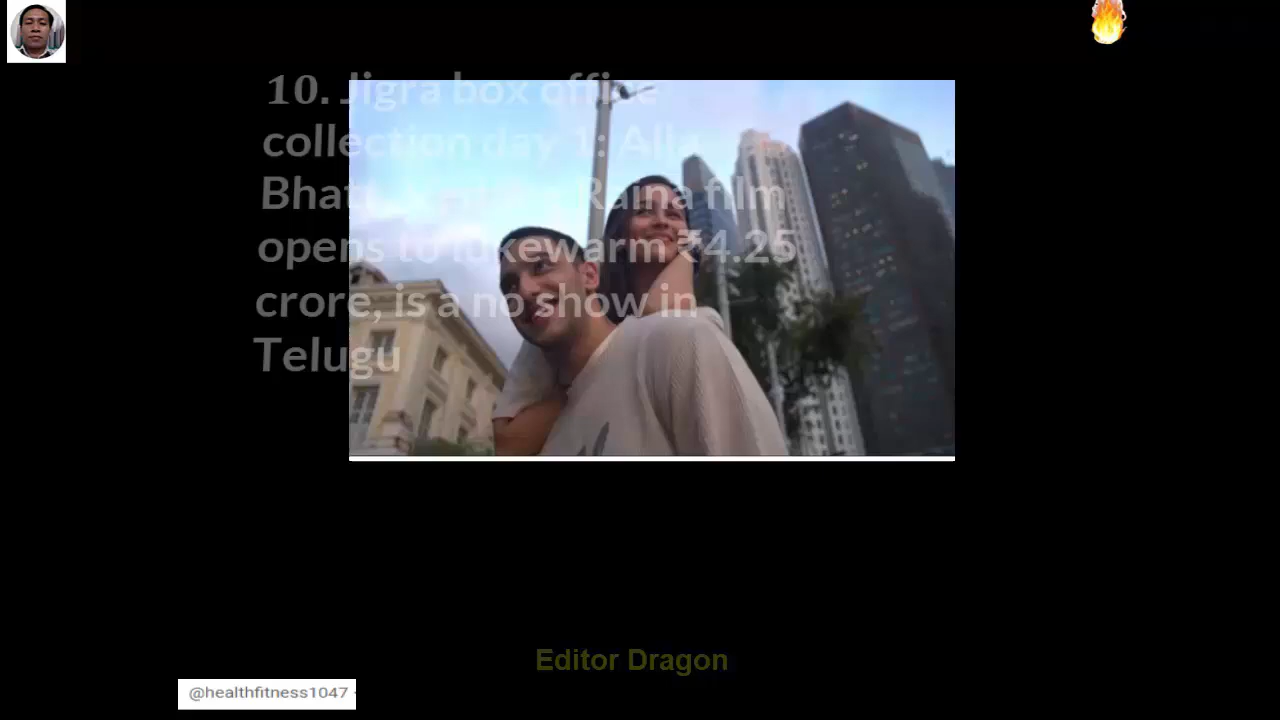 10. Jigra box office
collection day 1: Alia
Bhatt, Raina film
opens to lukewarm ₹4.25
crore, is a no show in
Telugu
Editor Dragon
@healthfitness1047